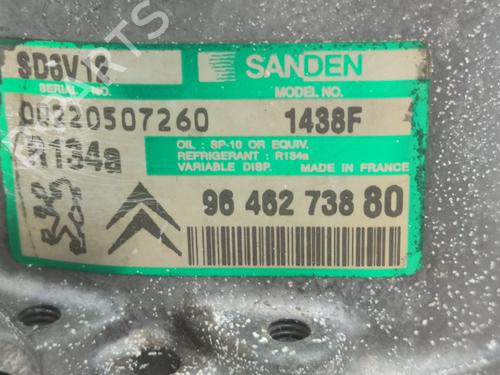 SD6V12 SANDEN
SERIAL NO. MODEL NO.
00220507260 1438F
R134a
OIL : SP-10 OR EQUIV.
REFRIGERANT : R134a
VARIABLE DISP. MADE IN FRANCE
96 462 738 80